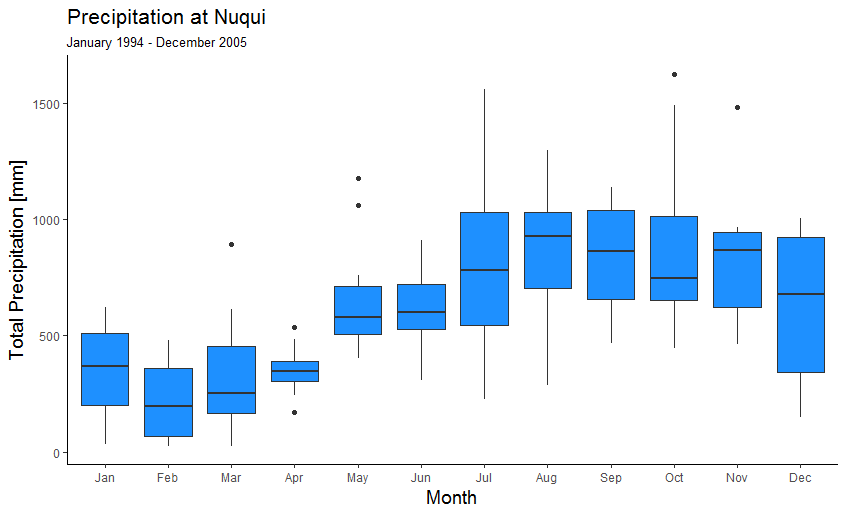 Precipitation at Nuqui
January 1994 - December 2005
Total Precipitation [mm]
1500
1000
500
0
Jan Feb Mar Apr May Jun Jul Aug Sep Oct Nov Dec
Month